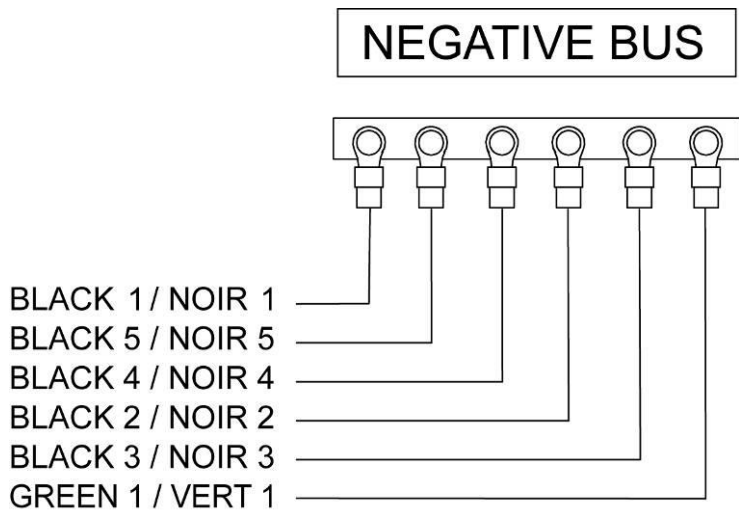 NEGATIVE BUS
BLACK 1 / NOIR 1
BLACK 5 / NOIR 5
BLACK 4 / NOIR 4
BLACK 2 / NOIR 2
BLACK 3 / NOIR 3
GREEN 1 / VERT 1